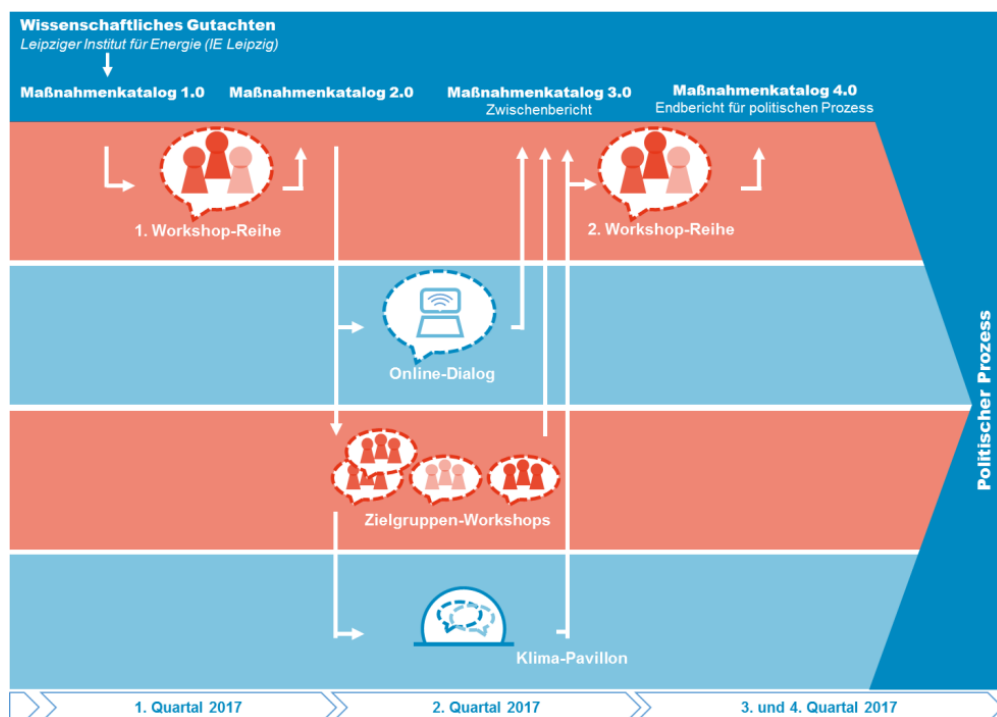 Wissenschaftliches Gutachten
Leipziger Institut für Energie (IE Leipzig)
Maßnahmenkatalog 1.0
Maßnahmenkatalog 2.0
Maßnahmenkatalog 3.0
Zwischenbericht
Maßnahmenkatalog 4.0
Endbericht für politischen Prozess
1. Workshop-Reihe
2. Workshop-Reihe
Online-Dialog
Zielgruppen-Workshops
Klima-Pavillon
Politischer Prozess
1. Quartal 2017
2. Quartal 2017
3. und 4. Quartal 2017